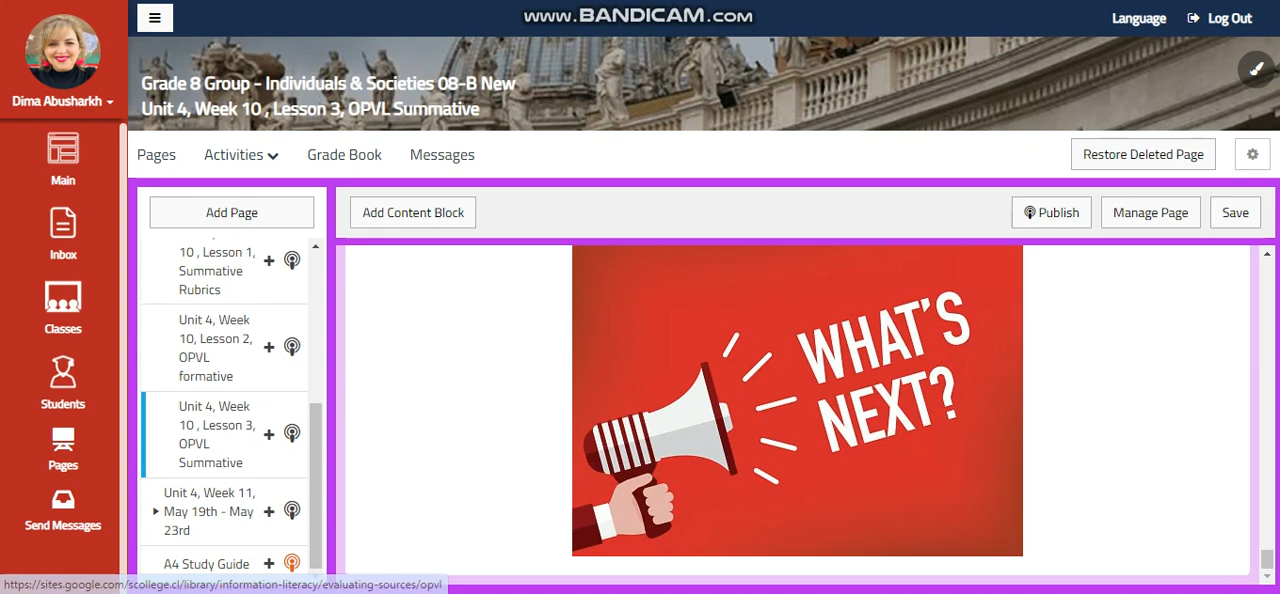 www.BANDICAM.com
Language
Log Out
Dima Abusharkh
Grade 8 Group - Individuals & Societies 08-B New
Unit 4, Week 10 , Lesson 3, OPVL Summative
Pages
Activities
Grade Book
Messages
Restore Deleted Page
Main
Inbox
Classes
Students
Pages
Send Messages
Add Page
10 , Lesson 1,
Summative
Rubrics
Unit 4, Week
10, Lesson 2,
OPVL
formative
Unit 4, Week
10 , Lesson 3,
OPVL
Summative
Unit 4, Week 11,
May 19th - May
23rd
A4 Study Guide
Add Content Block
Publish
Manage Page
Save
WHAT'S
NEXT?
https://sites.google.com/scollege.cl/library/information-literacy/evaluating-sources/opvl